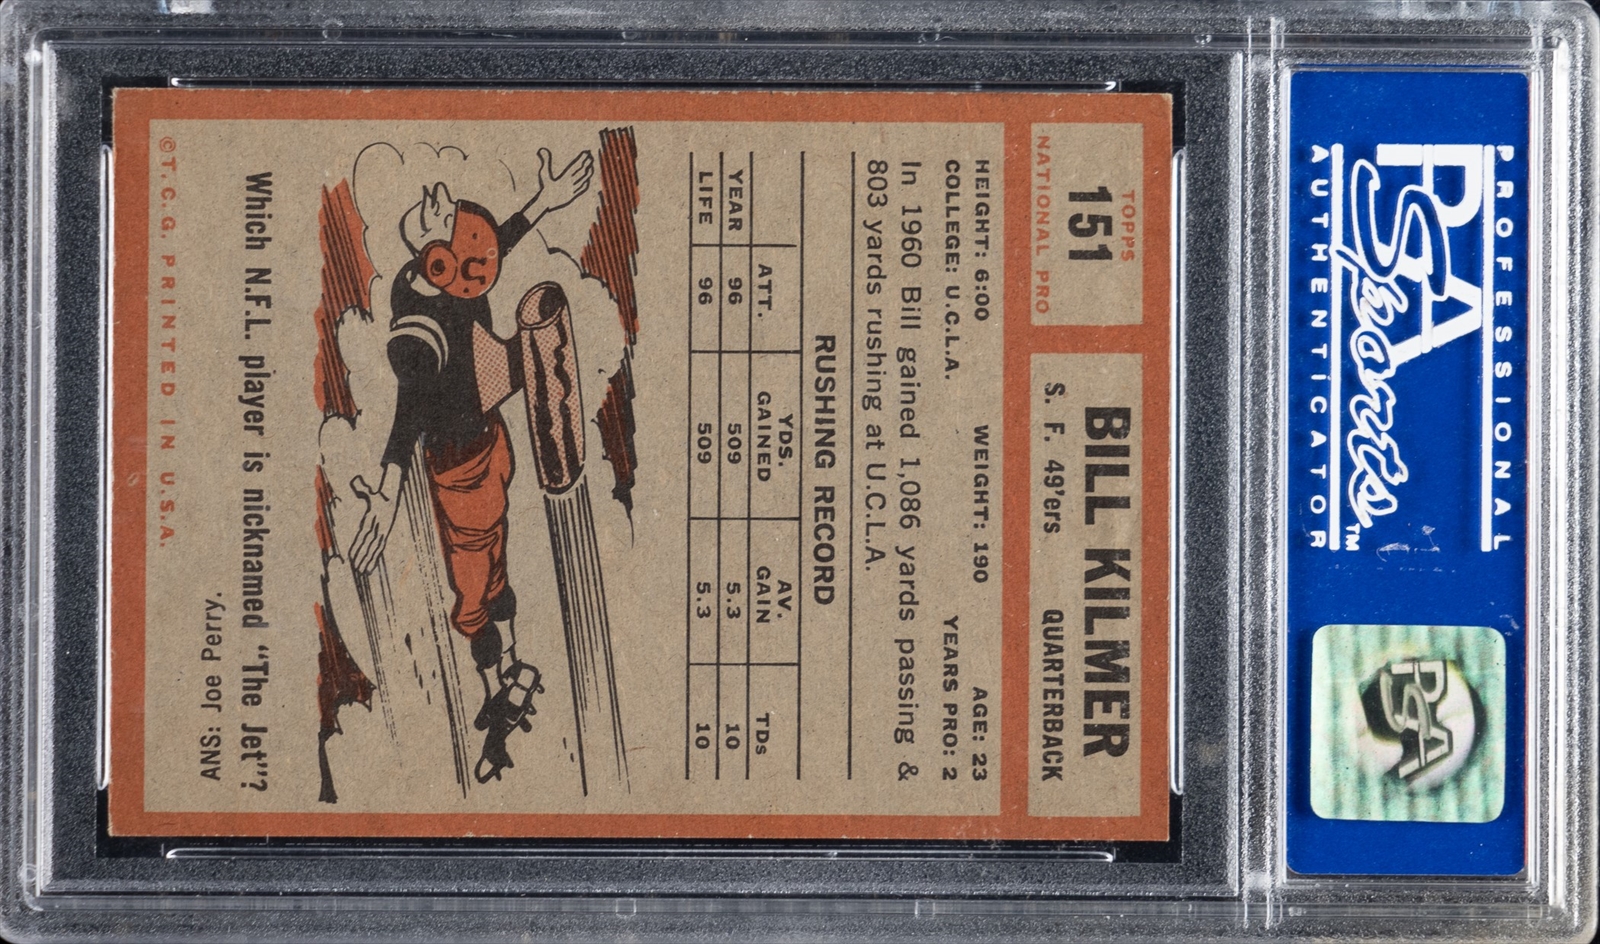 PROFESSIONAL
PSA
Sports™
AUTHENTICATOR
PSA
TOPPS
151
NATIONAL PRO
BILL KILMER
S. F. 49'ers QUARTERBACK
HEIGHT: 6:00 WEIGHT: 190 AGE: 23
COLLEGE: U.C.L.A. YEARS PRO: 2
In 1960 Bill gained 1,086 yards passing &
803 yards rushing at U.C.L.A.
RUSHING RECORD
ATT. YDS. GAINED AV. GAIN TDs
YEAR 96 509 5.3 10
LIFE 96 509 5.3 10
Which N.F.L. player is nicknamed “The Jet”?
ANS: Joe Perry.
©T.C.G. PRINTED IN U.S.A.